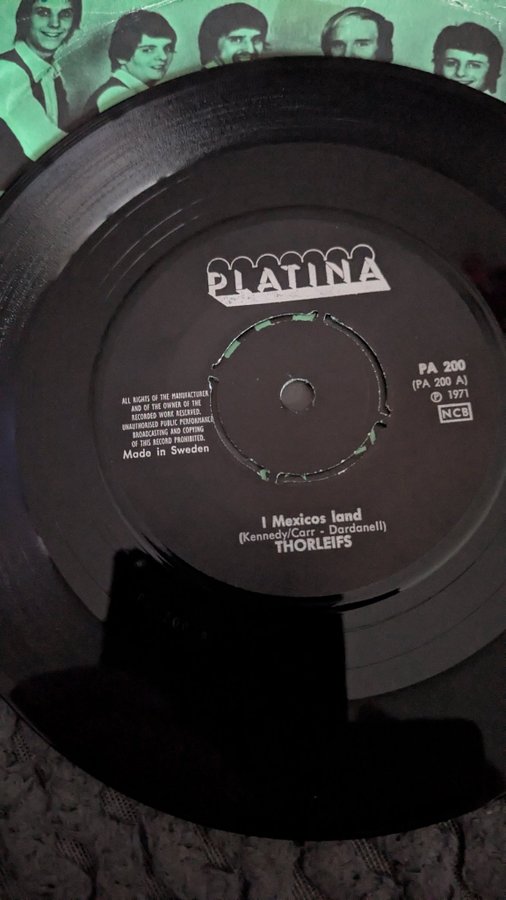 PLATINA
PA 200
(PA 200 A)
℗ 1971
NCB
ALL RIGHTS OF THE MANUFACTURER
AND OF THE OWNER OF THE
RECORDED WORK RESERVED.
UNAUTHORISED PUBLIC PERFORMANCE
BROADCASTING AND COPYING
OF THIS RECORD PROHIBITED.
Made in Sweden
I Mexicos land
(Kennedy/Carr - Dardanell)
THORLEIFS